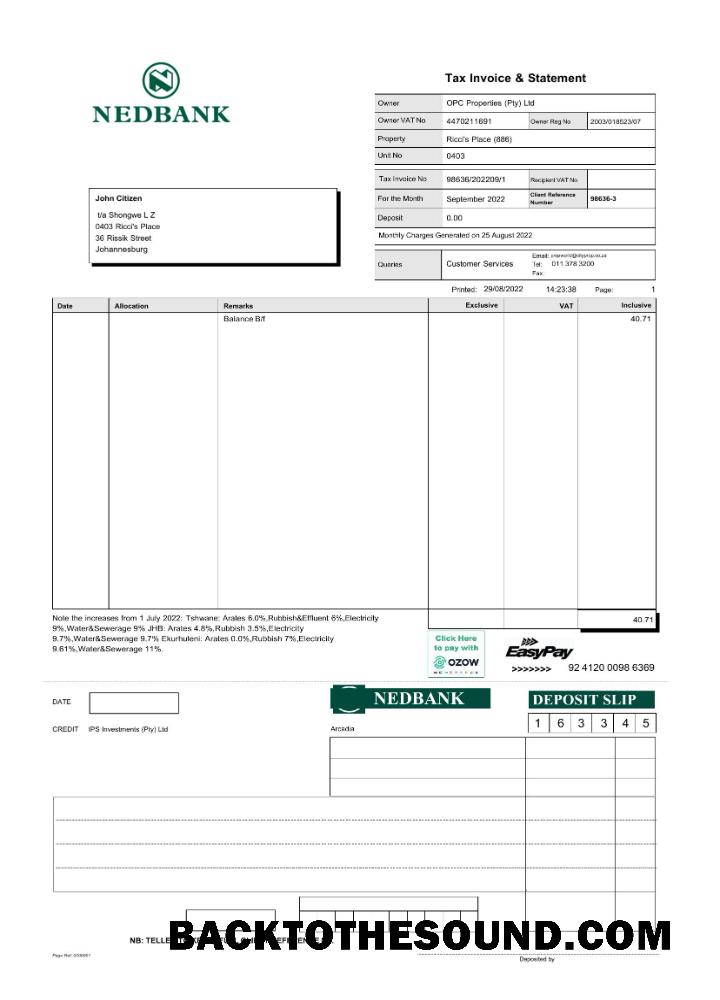 NEDBANK
Tax Invoice & Statement
Owner OPC Properties (Pty) Ltd
Owner VAT No 4470211691 Owner Reg No 2003/018523/07
Property Ricci's Place (886)
Unit No 0403
Tax Invoice No 98636/202209/1 Recipient VAT No
For the Month September 2022 Client Reference Number 98636-3
Deposit 0.00
Monthly Charges Generated on 25 August 2022
Queries Customer Services Email:
Tel: 011 378 3200
Fax:
John Citizen
t/a Shongwe L Z
0403 Ricci's Place
36 Rissik Street
Johannesburg
Printed: 29/08/2022 14:23:38 Page: 1
Date Allocation Remarks Exclusive VAT Inclusive
Balance B/f 40.71
40.71
Note the increases from 1 July 2022: Tshwane: Arates 6.0%,Rubbish&Effluent 6%,Electricity
9%,Water&Sewerage 9% JHB: Arates 4.8%,Rubbish 3.5%,Electricity
9.7%,Water&Sewerage 9.7% Ekurhuleni: Arates 0.0%,Rubbish 7%,Electricity
9.61%,Water&Sewerage 11%.
Click Here
to pay with
OZOW
EasyPay
>>>>>>> 92 4120 0098 6369
DATE
NEDBANK
DEPOSIT SLIP
CREDIT IPS Investments (Pty) Ltd
Arcadia
1 6 3 3 4 5
BACKTOTHESOUND.COM
NB:
Deposited by